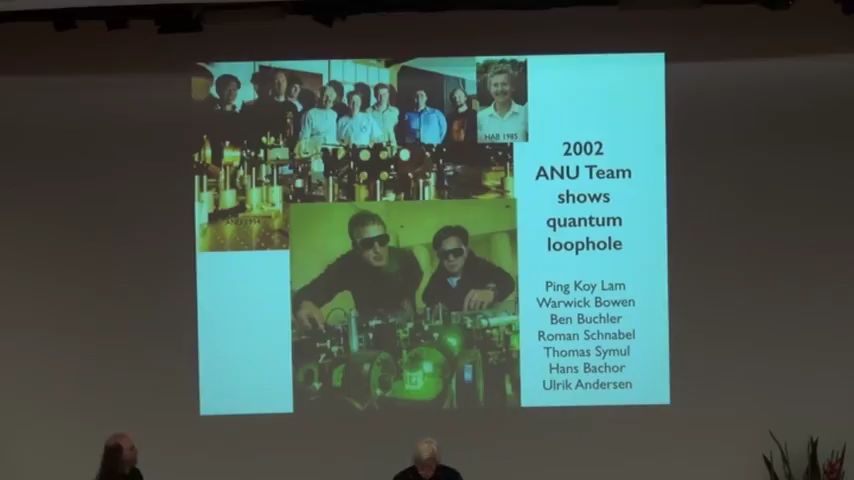 HAB 1985
2002
ANU Team
shows
quantum
loophole
Ping Koy Lam
Warwick Bowen
Ben Buchler
Roman Schnabel
Thomas Symul
Hans Bachor
Ulrik Andersen